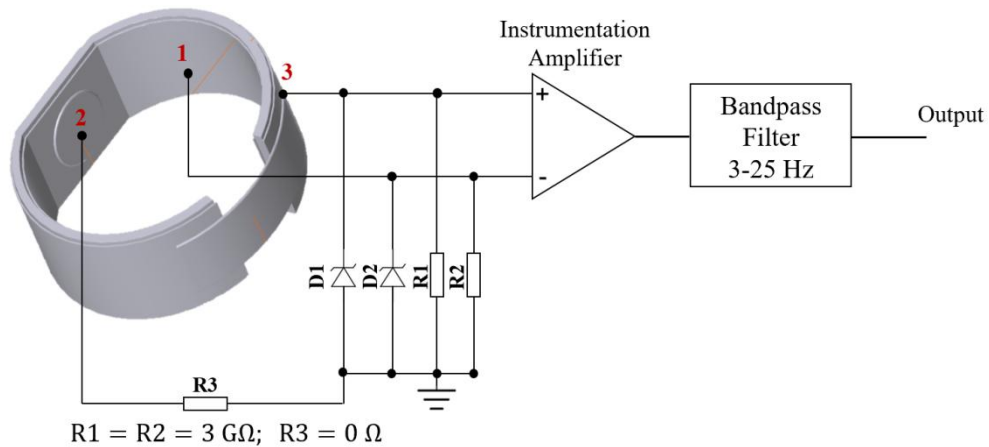 Instrumentation
Amplifier
1
3
2
+
-
Bandpass
Filter
3-25 Hz
Output
D1
D2
R1
R2
R3
R1 = R2 = 3 GΩ; R3 = 0 Ω